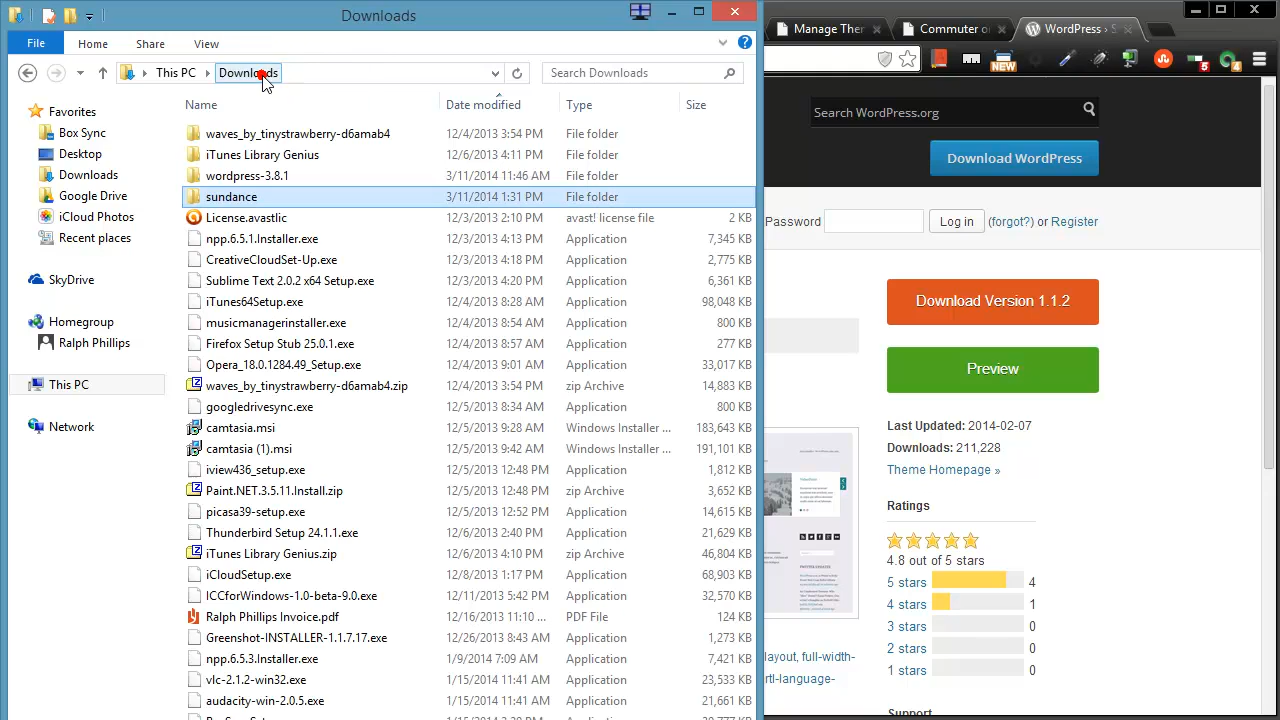 Downloads
File
Home
Share
View
This PC
Downloads
Search Downloads
Name
Date modified
Type
Size
Favorites
Box Sync
Desktop
Downloads
Google Drive
iCloud Photos
Recent places
SkyDrive
Homegroup
Ralph Phillips
This PC
Network
waves_by_tinystrawberry-d6amab4 12/4/2013 3:54 PM File folder
iTunes Library Genius 12/6/2013 4:11 PM File folder
wordpress-3.8.1 3/11/2014 11:46 AM File folder
sundance 3/11/2014 1:31 PM File folder
License.avastlic 12/3/2013 2:10 PM avast! license file 2 KB
npp.6.5.1.Installer.exe 12/3/2013 4:13 PM Application 7,345 KB
CreativeCloudSet-Up.exe 12/3/2013 4:18 PM Application 2,775 KB
Sublime Text 2.0.2 x64 Setup.exe 12/3/2013 4:20 PM Application 6,361 KB
iTunes64Setup.exe 12/4/2013 8:28 AM Application 98,048 KB
musicmanagerinstaller.exe 12/4/2013 8:54 AM Application 800 KB
Firefox Setup Stub 25.0.1.exe 12/4/2013 8:57 AM Application 277 KB
Opera_18.0.1284.49_Setup.exe 12/4/2013 9:01 AM Application 33,017 KB
waves_by_tinystrawberry-d6amab4.zip 12/4/2013 3:54 PM zip Archive 14,883 KB
googledrivesync.exe 12/5/2013 8:34 AM Application 800 KB
camtasia.msi 12/5/2013 9:28 AM Windows Installer ... 183,643 KB
camtasia (1).msi 12/5/2013 9:42 AM Windows Installer ... 191,101 KB
iview436_setup.exe 12/5/2013 12:48 PM Application 1,812 KB
Paint.NET.3.5.11.Install.zip 12/5/2013 12:48 PM zip Archive 3,652 KB
picasa39-setup.exe 12/5/2013 12:52 PM Application 14,615 KB
Thunderbird Setup 24.1.1.exe 12/6/2013 2:40 PM Application 21,629 KB
iTunes Library Genius.zip 12/6/2013 4:10 PM zip Archive 46,804 KB
iCloudSetup.exe 12/8/2013 1:17 PM Application 68,903 KB
ICCforWindows-1.0-beta-9.0.exe 12/11/2013 5:42 PM Application 32,570 KB
Ralph Phillips Invoice.pdf 12/16/2013 11:10 ... PDF File 124 KB
Greenshot-INSTALLER-1.1.7.17.exe 12/26/2013 8:43 AM Application 1,273 KB
npp.6.5.3.Installer.exe 1/9/2014 7:09 AM Application 7,421 KB
vlc-2.1.2-win32.exe 1/15/2014 11:41 AM Application 23,533 KB
audacity-win-2.0.5.exe 1/15/2014 11:41 AM Application 21,661 KB
Manage Ther
Commuter or
WordPress › S
NEW
5
4
Search WordPress.org
Download WordPress
Password
Log in
(forgot?) or Register
Download Version 1.1.2
Preview
Last Updated: 2014-02-07
Downloads: 211,228
Theme Homepage »
Ratings
4.8 out of 5 stars
5 stars 4
4 stars 1
3 stars 0
2 stars 0
1 stars 0
layout, full-width-
rtl-language-
Support